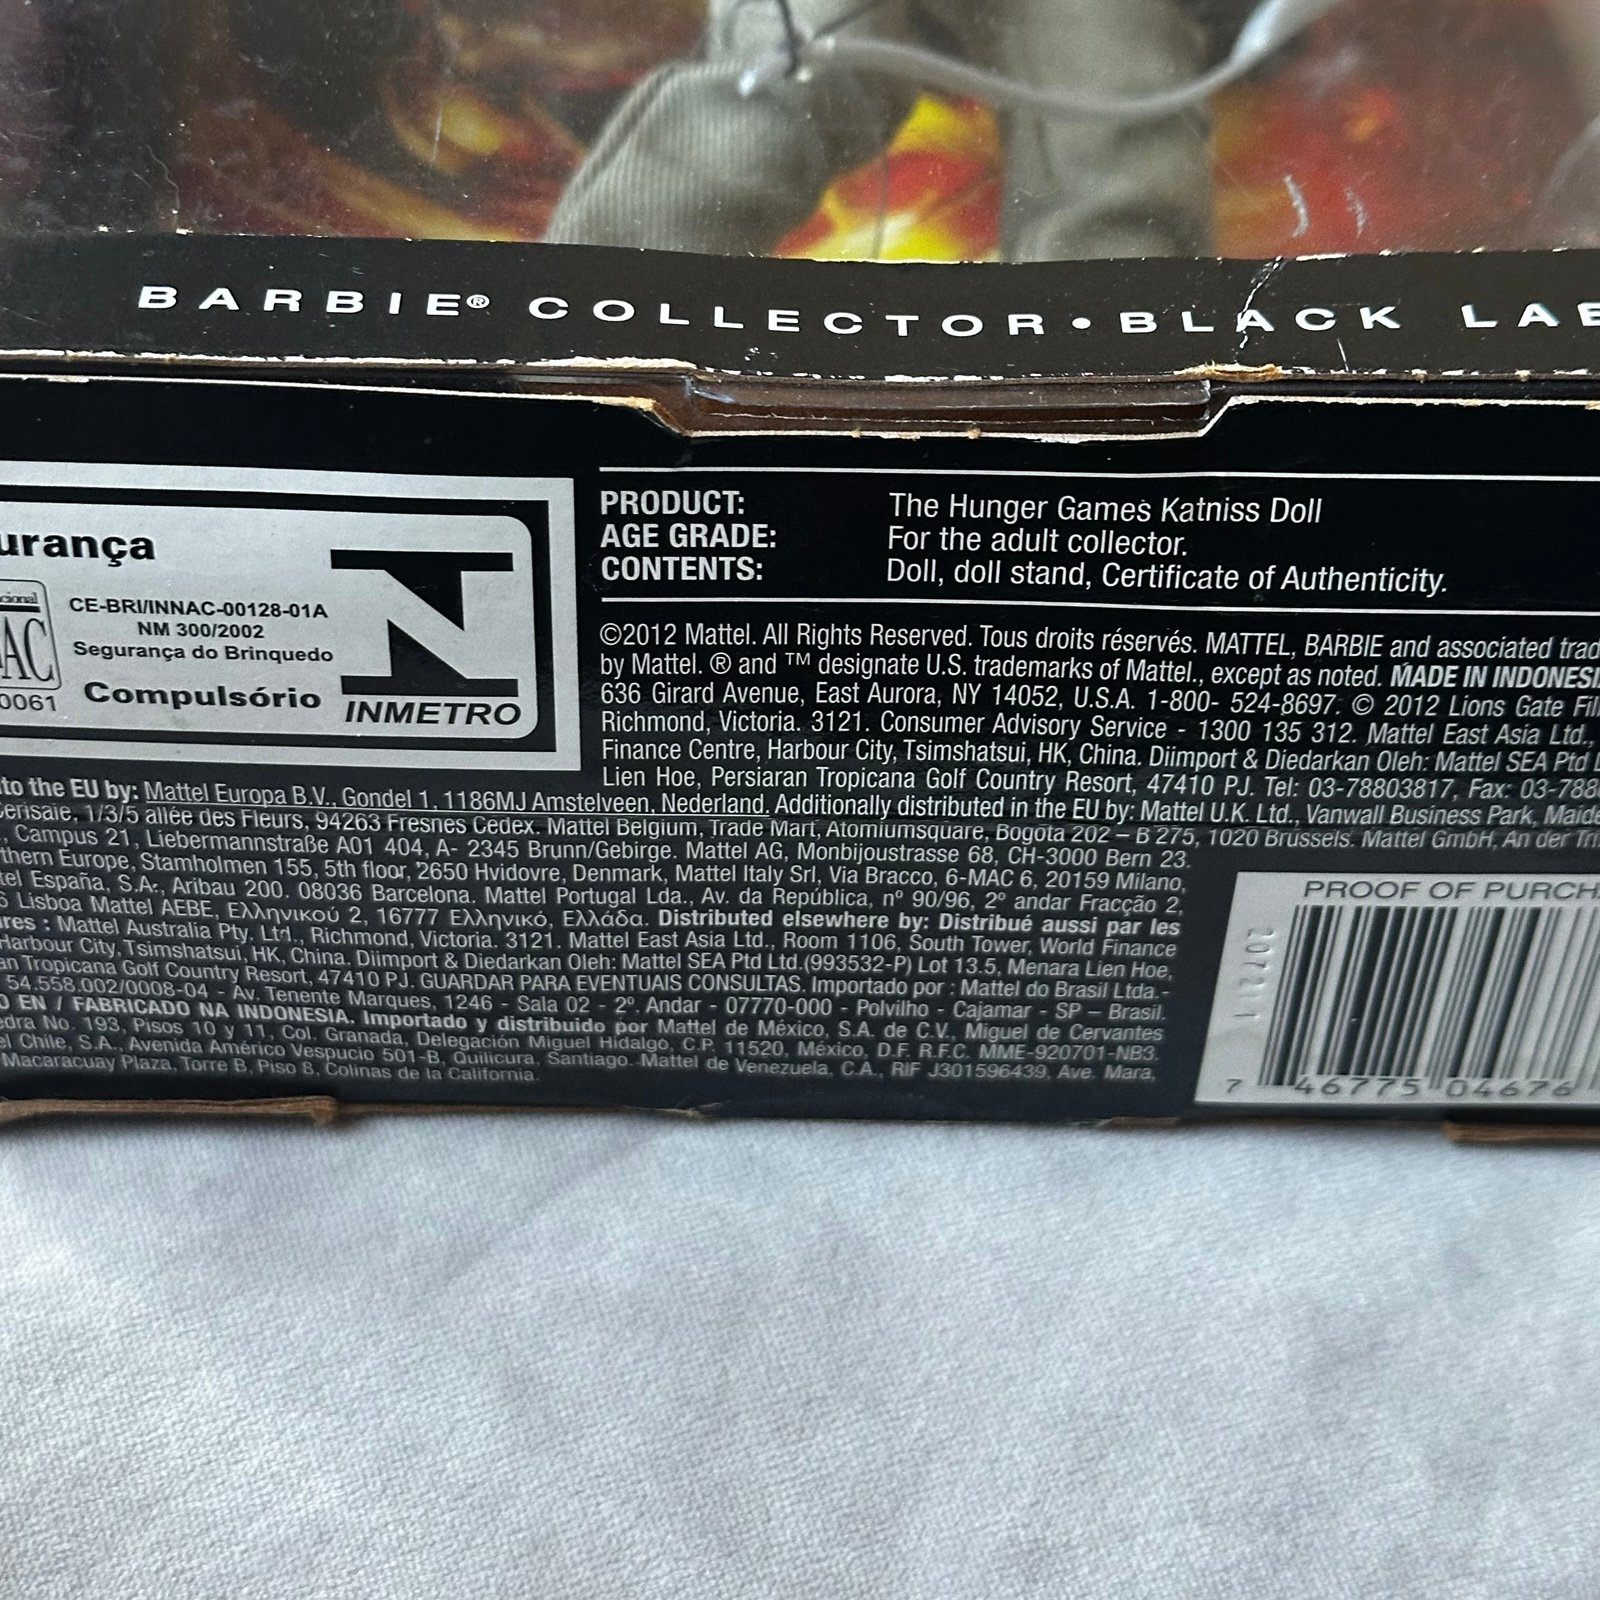 BARBIE® COLLECTOR • BLACK LAB
urança
cional
AC
0061
CE-BRI/INNAC-00128-01A
NM 300/2002
Segurança do Brinquedo
Compulsório
N
INMETRO
PRODUCT: The Hunger Games Katniss Doll
AGE GRADE: For the adult collector.
CONTENTS: Doll, doll stand, Certificate of Authenticity.
©2012 Mattel. All Rights Reserved. Tous droits réservés. MATTEL, BARBIE and associated trad
by Mattel. ® and ™ designate U.S. trademarks of Mattel., except as noted. MADE IN INDONESI
636 Girard Avenue, East Aurora, NY 14052, U.S.A. 1-800- 524-8697. © 2012 Lions Gate Fil
Richmond, Victoria. 3121. Consumer Advisory Service - 1300 135 312. Mattel East Asia Ltd.,
Finance Centre, Harbour City, Tsimshatsui, HK, China. Diimport & Diedarkan Oleh: Mattel SEA Ptd L
Lien Hoe, Persiaran Tropicana Golf Country Resort, 47410 PJ. Tel: 03-78803817, Fax: 03-788
to the EU by: Mattel Europa B.V., Gondel 1, 1186MJ Amstelveen, Nederland. Additionally distributed in the EU by: Mattel U.K. Ltd., Vanwall Business Park, Maide
Cerisaie, 1/3/5 allée des Fleurs, 94263 Fresnes Cedex. Mattel Belgium, Trade Mart, Atomiumsquare, Bogota 202 – B 275, 1020 Brussels. Mattel GmbH, An der Tri
, Campus 21, Liebermannstraße A01 404, A- 2345 Brunn/Gebirge. Mattel AG, Monbijoustrasse 68, CH-3000 Bern 23.
thern Europe, Stamholmen 155, 5th floor, 2650 Hvidovre, Denmark, Mattel Italy Srl, Via Bracco, 6-MAC 6, 20159 Milano,
tel España, S.A., Aribau 200. 08036 Barcelona. Mattel Portugal Lda., Av. da República, nº 90/96, 2º andar Fracção 2,
6 Lisboa Mattel AEBE, Ελληνικού 2, 16777 Ελληνικό, Ελλάδα. Distributed elsewhere by: Distribué aussi par les
res : Mattel Australia Pty. Ltd., Richmond, Victoria. 3121. Mattel East Asia Ltd., Room 1106, South Tower, World Finance
Harbour City, Tsimshatsui, HK, China. Diimport & Diedarkan Oleh: Mattel SEA Ptd Ltd.(993532-P) Lot 13.5, Menara Lien Hoe,
an Tropicana Golf Country Resort, 47410 PJ. GUARDAR PARA EVENTUAIS CONSULTAS. Importado por : Mattel do Brasil Ltda.-
54.558.002/0008-04 - Av. Tenente Marques, 1246 - Sala 02 - 2º. Andar - 07770-000 - Polvilho - Cajamar - SP – Brasil.
O EN / FABRICADO NA INDONESIA. Importado y distribuido por Mattel de México, S.A. de C.V., Miguel de Cervantes
edra No. 193, Pisos 10 y 11, Col. Granada, Delegación Miguel Hidalgo, C.P. 11520, México, D.F. R.F.C. MME-920701-NB3.
el Chile, S.A., Avenida Américo Vespucio 501-B, Quilicura, Santiago. Mattel de Venezuela, C.A., RIF J301596439, Ave. Mara,
Macaracuay Plaza, Torre B, Piso 8, Colinas de la California.
PROOF OF PURCH
7 46775 04676